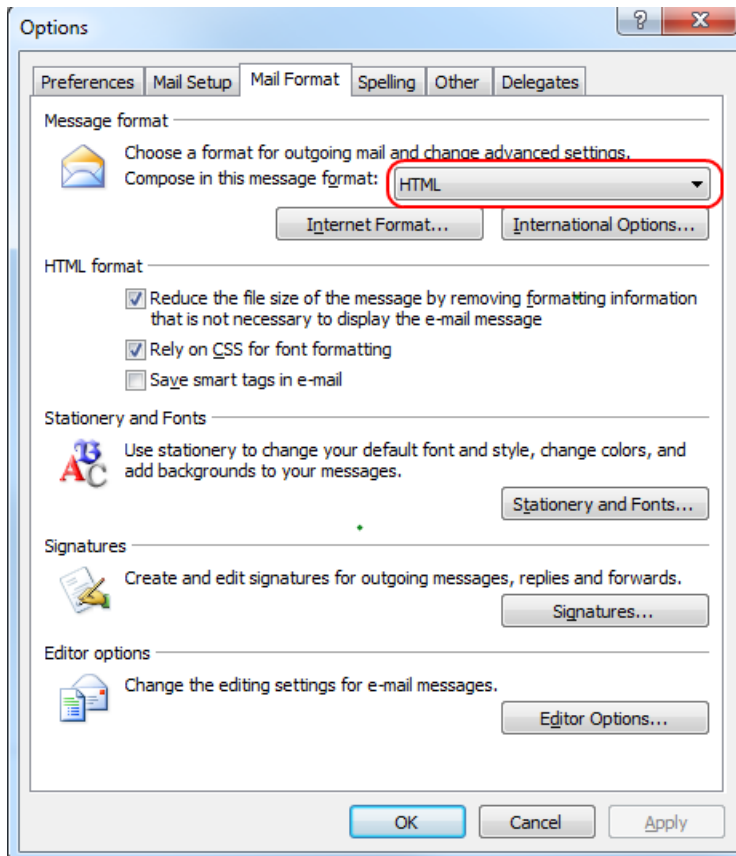 Options
Preferences Mail Setup Mail Format Spelling Other Delegates
Message format
Choose a format for outgoing mail and change advanced settings.
Compose in this message format: HTML
Internet Format... International Options...
HTML format
Reduce the file size of the message by removing formatting information
that is not necessary to display the e-mail message
Rely on CSS for font formatting
Save smart tags in e-mail
Stationery and Fonts
Use stationery to change your default font and style, change colors, and
add backgrounds to your messages.
Stationery and Fonts...
Signatures
Create and edit signatures for outgoing messages, replies and forwards.
Signatures...
Editor options
Change the editing settings for e-mail messages.
Editor Options...
OK Cancel Apply